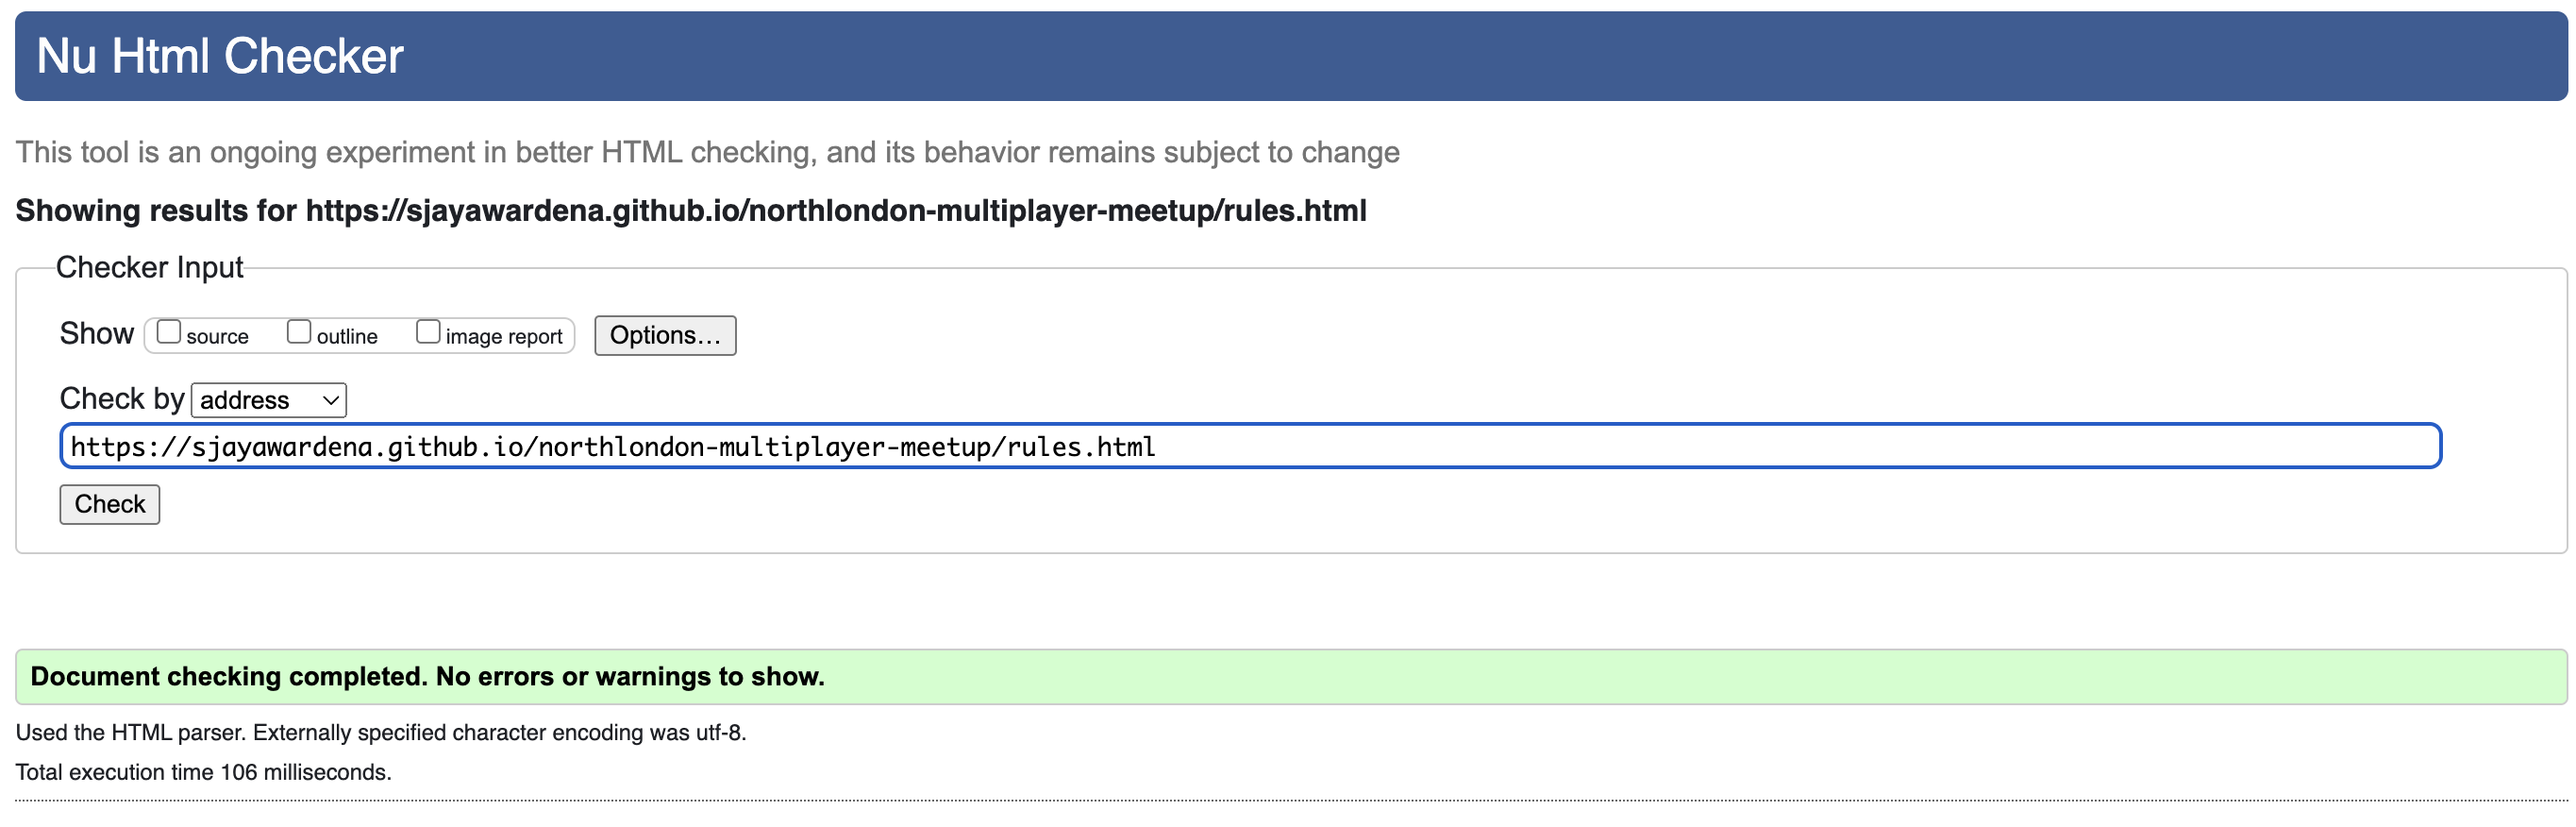 Nu Html Checker
This tool is an ongoing experiment in better HTML checking, and its behavior remains subject to change
Showing results for https://sjayawardena.github.io/northlondon-multiplayer-meetup/rules.html
Checker Input
Show source outline image report Options...
Check by address
https://sjayawardena.github.io/northlondon-multiplayer-meetup/rules.html
Check
Document checking completed. No errors or warnings to show.
Used the HTML parser. Externally specified character encoding was utf-8.
Total execution time 106 milliseconds.